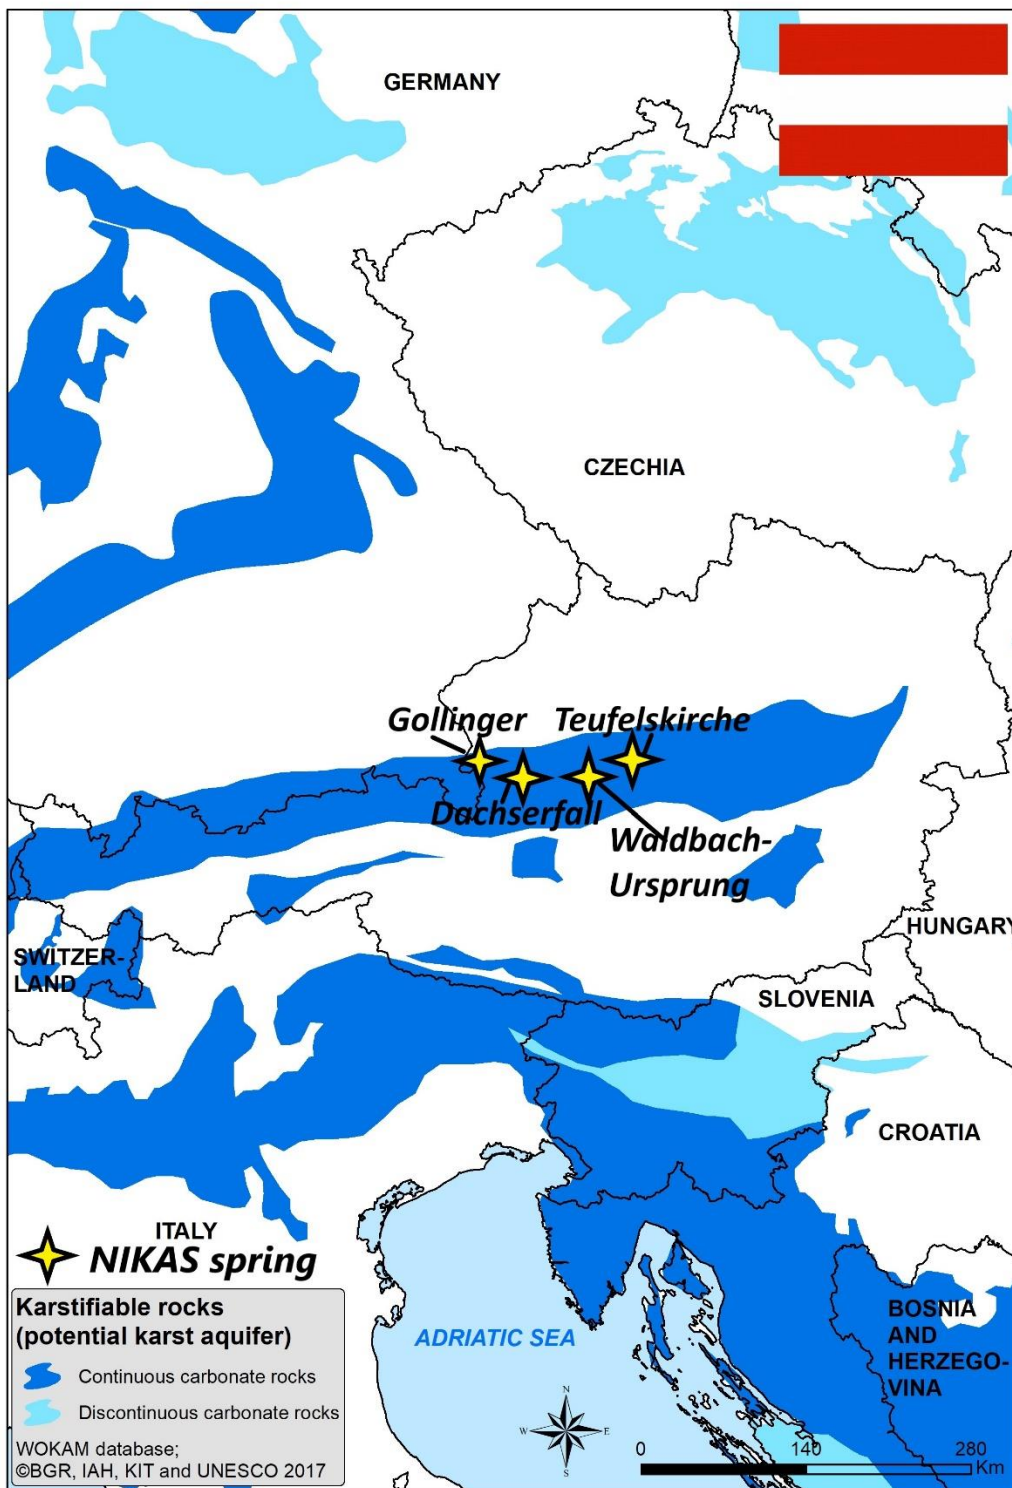 GERMANY
CZECHIA
Gollinger
Teufelskirche
Dachserfall
Waldbach-
Ursprung
HUNGARY
SWITZER-
LAND
SLOVENIA
CROATIA
ITALY
NIKAS spring
BOSNIA
AND
HERZEGO-
VINA
ADRIATIC SEA
Karstifiable rocks
(potential karst aquifer)
Continuous carbonate rocks
Discontinuous carbonate rocks
WOKAM database;
©BGR, IAH, KIT and UNESCO 2017
N
W E
S
0 140 280
Km